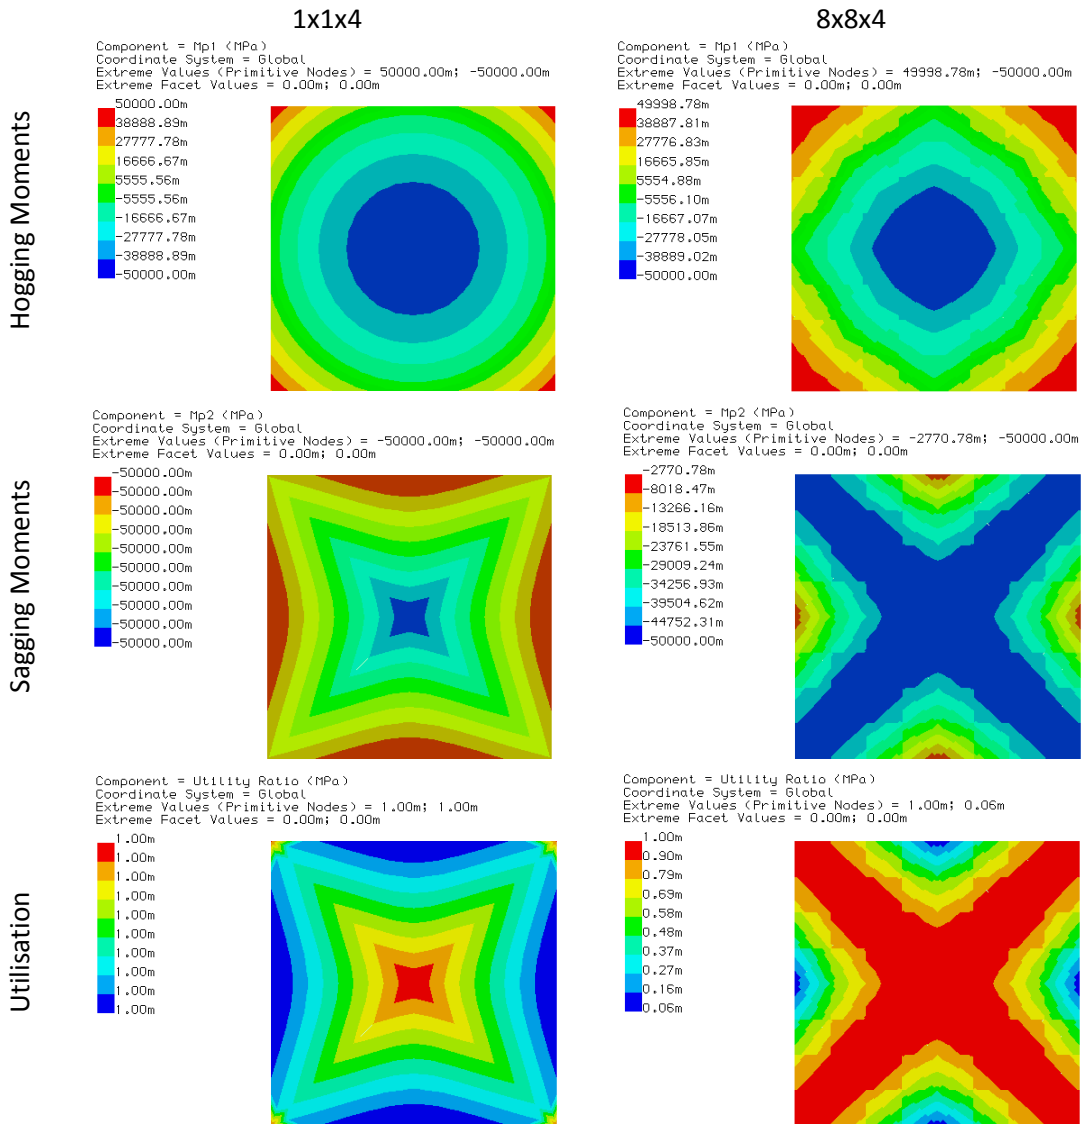 1x1x4
8x8x4
Hogging Moments
Component = Mp1 (MPa)
Coordinate System = Global
Extreme Values (Primitive Nodes) = 50000.00m; -50000.00m
Extreme Facet Values = 0.00m; 0.00m
50000.00m
38888.89m
27777.78m
16666.67m
5555.56m
-5555.56m
-16666.67m
-27777.78m
-38888.89m
-50000.00m
Component = Mp1 (MPa)
Coordinate System = Global
Extreme Values (Primitive Nodes) = 49998.78m; -50000.00m
Extreme Facet Values = 0.00m; 0.00m
49998.78m
38887.81m
27776.83m
16665.85m
5554.88m
-5556.10m
-16667.07m
-27778.05m
-38889.02m
-50000.00m
Sagging Moments
Component = Mp2 (MPa)
Coordinate System = Global
Extreme Values (Primitive Nodes) = -50000.00m; -50000.00m
Extreme Facet Values = 0.00m; 0.00m
-50000.00m
-50000.00m
-50000.00m
-50000.00m
-50000.00m
-50000.00m
-50000.00m
-50000.00m
-50000.00m
-50000.00m
Component = Mp2 (MPa)
Coordinate System = Global
Extreme Values (Primitive Nodes) = -2770.78m; -50000.00m
Extreme Facet Values = 0.00m; 0.00m
-2770.78m
-8018.47m
-13266.16m
-18513.86m
-23761.55m
-29009.24m
-34256.93m
-39504.62m
-44752.31m
-50000.00m
Utilisation
Component = Utility Ratio (MPa)
Coordinate System = Global
Extreme Values (Primitive Nodes) = 1.00m; 1.00m
Extreme Facet Values = 0.00m; 0.00m
1.00m
1.00m
1.00m
1.00m
1.00m
1.00m
1.00m
1.00m
1.00m
1.00m
Component = Utility Ratio (MPa)
Coordinate System = Global
Extreme Values (Primitive Nodes) = 1.00m; 0.06m
Extreme Facet Values = 0.00m; 0.00m
1.00m
0.90m
0.79m
0.69m
0.58m
0.48m
0.37m
0.27m
0.16m
0.06m